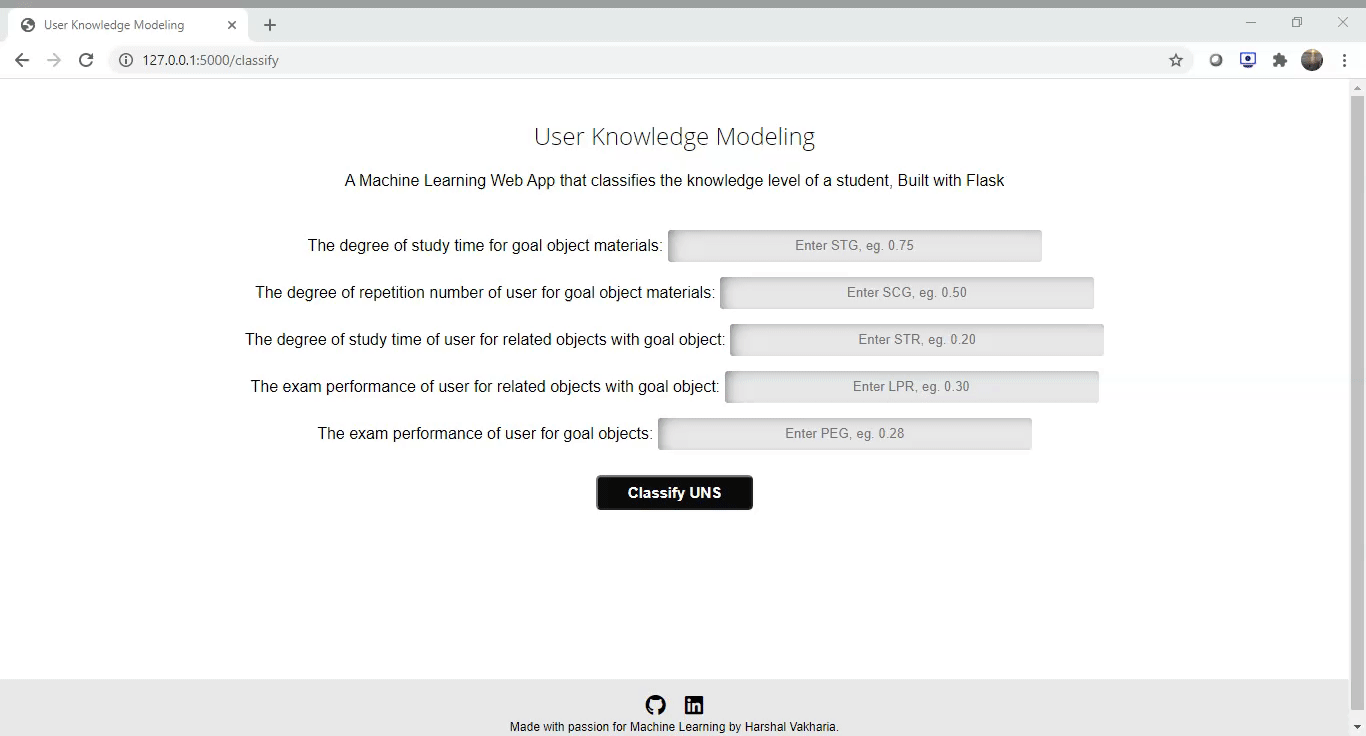 User Knowledge Modeling
127.0.0.1:5000/classify
User Knowledge Modeling
A Machine Learning Web App that classifies the knowledge level of a student, Built with Flask
The degree of study time for goal object materials: Enter STG, eg. 0.75
The degree of repetition number of user for goal object materials: Enter SCG, eg. 0.50
The degree of study time of user for related objects with goal object: Enter STR, eg. 0.20
The exam performance of user for related objects with goal object: Enter LPR, eg. 0.30
The exam performance of user for goal objects: Enter PEG, eg. 0.28
Classify UNS
in
Made with passion for Machine Learning by Harshal Vakharia.